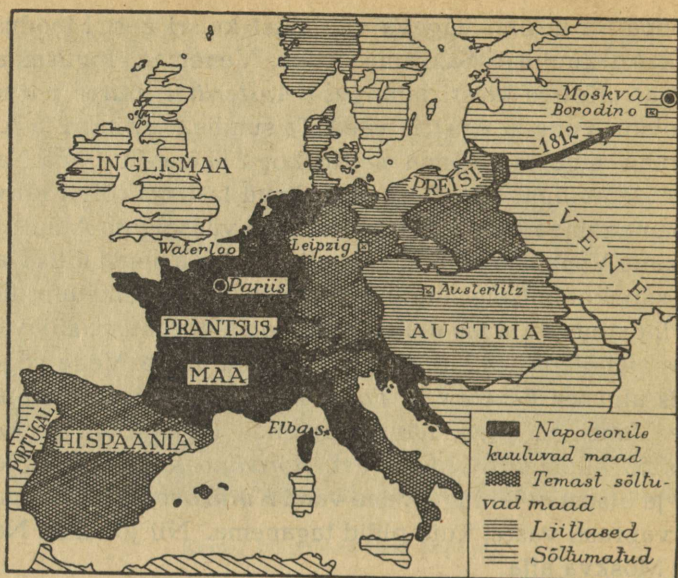 Moskva
Borodino
1812
INGLISMAA
PREISI
VENE
Waterloo
Leipzig
Pariis
Austerlitz
PRANTSUS-
MAA
AUSTRIA
PORTUGAL
HISPAANIA
Elba s.
Napoleonile
kuuluvad maad
Temast sõltu-
vad maad
Liillased
Sõltumatud